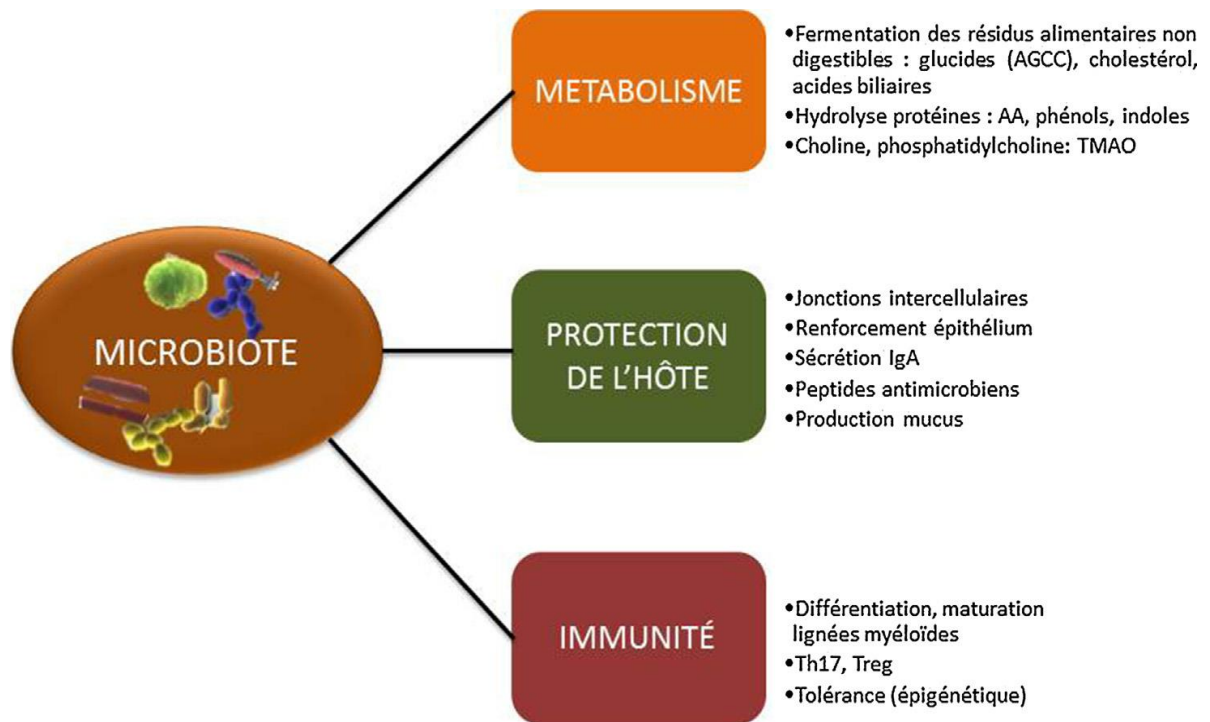 MICROBIOTE
METABOLISME
•Fermentation des résidus alimentaires non
digestibles : glucides (AGCC), cholestérol,
acides biliaires
•Hydrolyse protéines : AA, phénols, indoles
•Choline, phosphatidylcholine: TMAO
PROTECTION
DE L'HÔTE
•Jonctions intercellulaires
•Renforcement épithélium
•Sécrétion IgA
•Peptides antimicrobiens
•Production mucus
IMMUNITÉ
•Différentiation, maturation
lignées myéloïdes
•Th17, Treg
•Tolérance (épigénétique)